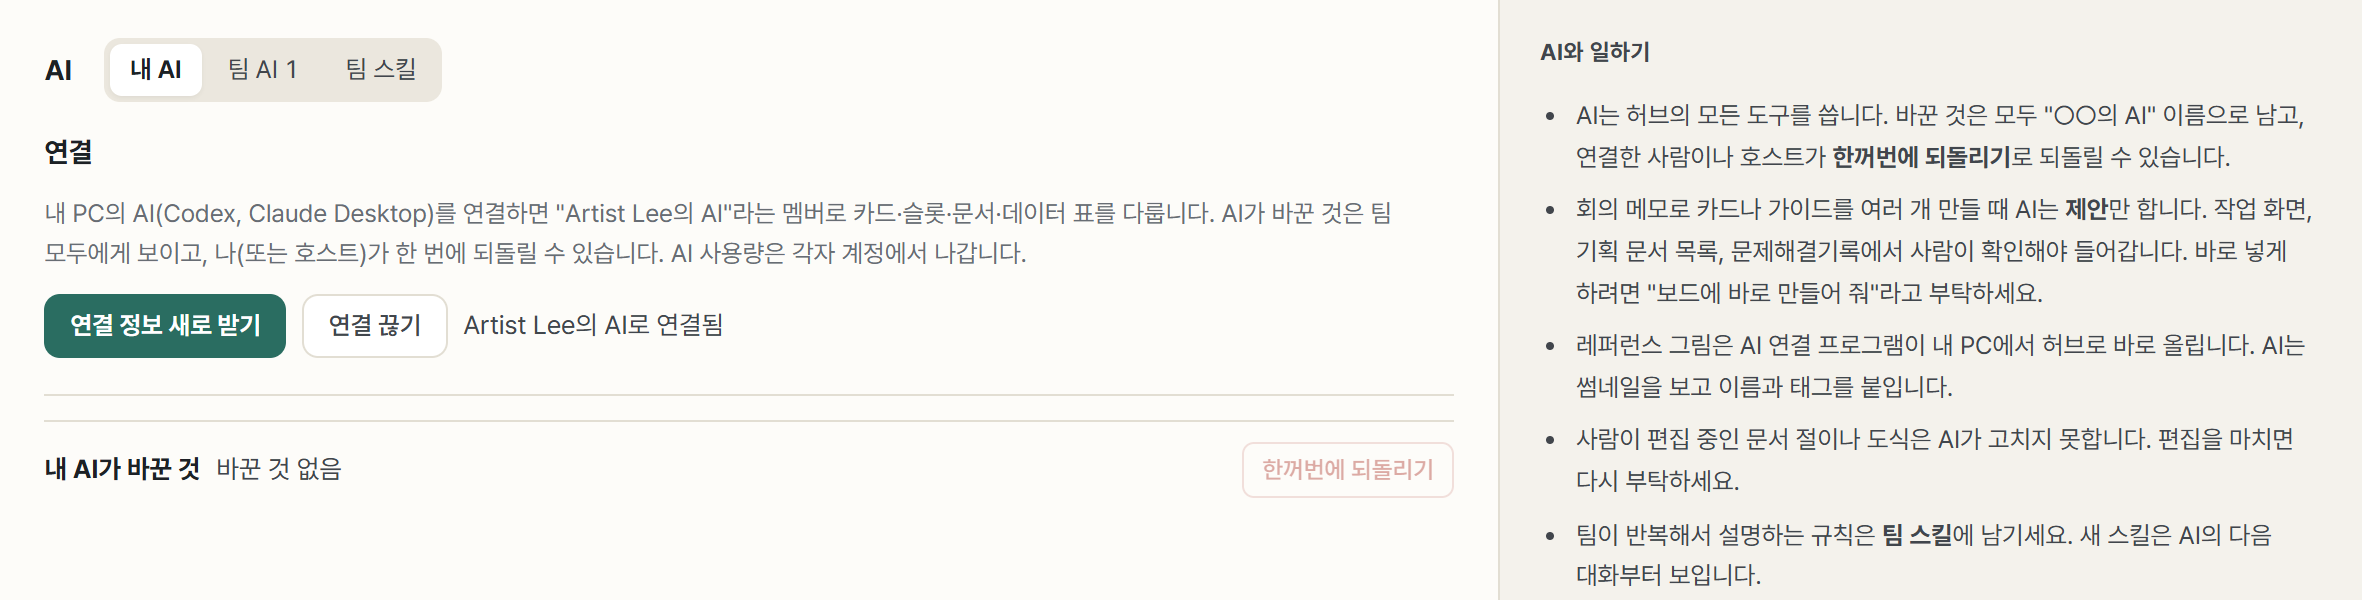 AI 내 AI 팀 AI 1 팀 스킬
연결
내 PC의 AI(Codex, Claude Desktop)를 연결하면 "Artist Lee의 AI"라는 멤버로 카드·슬롯·문서·데이터 표를 다룹니다. AI가 바꾼 것은 팀
모두에게 보이고, 나(또는 호스트)가 한 번에 되돌릴 수 있습니다. AI 사용량은 각자 계정에서 나갑니다.
연결 정보 새로 받기 연결 끊기 Artist Lee의 AI로 연결됨
내 AI가 바꾼 것 바꾼 것 없음 한꺼번에 되돌리기
AI와 일하기
• AI는 허브의 모든 도구를 씁니다. 바꾼 것은 모두 "〇〇의 AI" 이름으로 남고,
연결한 사람이나 호스트가 한꺼번에 되돌리기로 되돌릴 수 있습니다.
• 회의 메모로 카드나 가이드를 여러 개 만들 때 AI는 제안만 합니다. 작업 화면,
기획 문서 목록, 문제해결기록에서 사람이 확인해야 들어갑니다. 바로 넣게
하려면 "보드에 바로 만들어 줘"라고 부탁하세요.
• 레퍼런스 그림은 AI 연결 프로그램이 내 PC에서 허브로 바로 올립니다. AI는
썸네일을 보고 이름과 태그를 붙입니다.
• 사람이 편집 중인 문서 절이나 도식은 AI가 고치지 못합니다. 편집을 마치면
다시 부탁하세요.
• 팀이 반복해서 설명하는 규칙은 팀 스킬에 남기세요. 새 스킬은 AI의 다음
대화부터 보입니다.